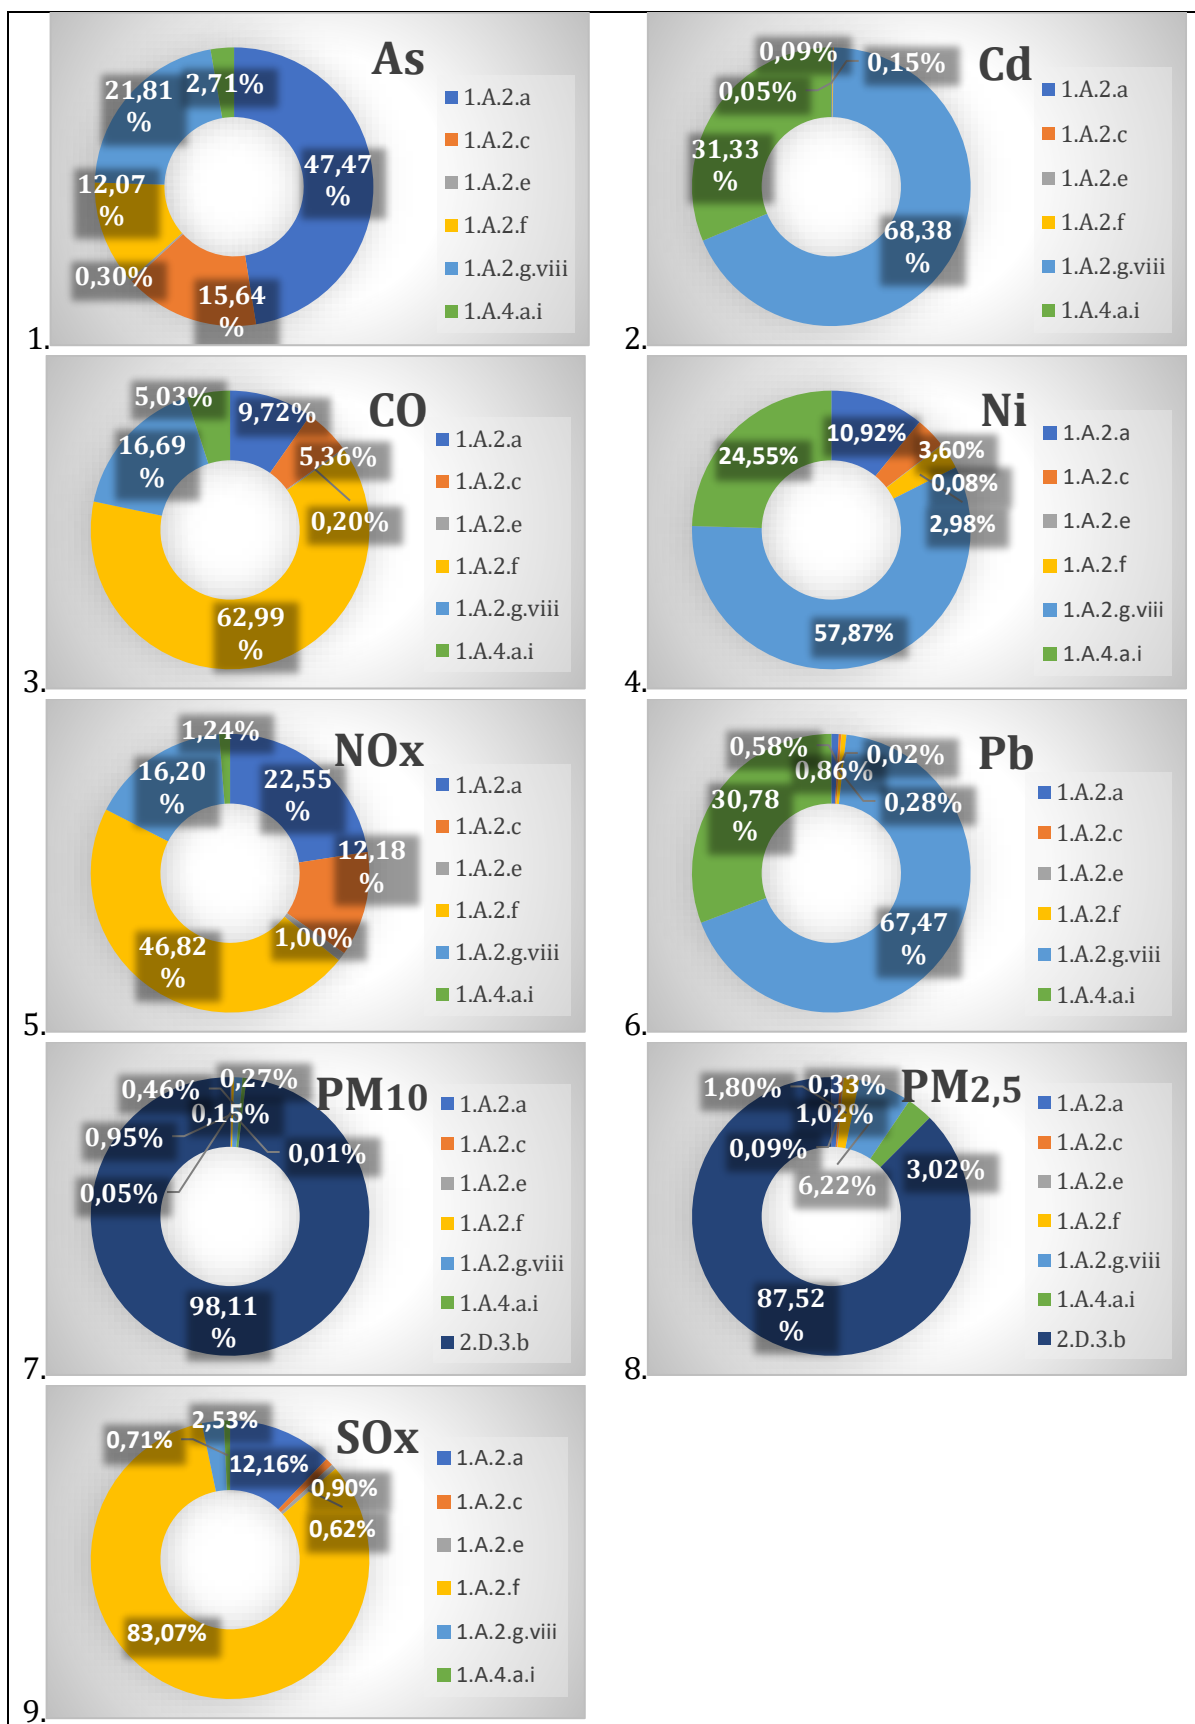 As
2,71%
21,81
%
47,47
%
12,07
%
0,30%
15,64
%
1.A.2.a
1.A.2.c
1.A.2.e
1.A.2.f
1.A.2.g.viii
1.A.4.a.i
1.
Cd
0,09%
0,15%
0,05%
31,33
%
68,38
%
1.A.2.a
1.A.2.c
1.A.2.e
1.A.2.f
1.A.2.g.viii
1.A.4.a.i
2.
CO
5,03%
9,72%
16,69
%
5,36%
0,20%
62,99
%
1.A.2.a
1.A.2.c
1.A.2.e
1.A.2.f
1.A.2.g.viii
1.A.4.a.i
3.
Ni
10,92%
3,60%
24,55%
0,08%
2,98%
57,87%
1.A.2.a
1.A.2.c
1.A.2.e
1.A.2.f
1.A.2.g.viii
1.A.4.a.i
4.
NOx
1,24%
16,20
%
22,55
%
12,18
%
1,00%
46,82
%
1.A.2.a
1.A.2.c
1.A.2.e
1.A.2.f
1.A.2.g.viii
1.A.4.a.i
5.
Pb
0,58%
0,86%
0,02%
0,28%
30,78
%
67,47
%
1.A.2.a
1.A.2.c
1.A.2.e
1.A.2.f
1.A.2.g.viii
1.A.4.a.i
6.
PM10
0,27%
0,46%
0,15%
0,95%
0,01%
0,05%
98,11
%
1.A.2.a
1.A.2.c
1.A.2.e
1.A.2.f
1.A.2.g.viii
1.A.4.a.i
2.D.3.b
7.
PM2,5
1,80%
0,33%
1,02%
0,09%
3,02%
6,22%
87,52
%
1.A.2.a
1.A.2.c
1.A.2.e
1.A.2.f
1.A.2.g.viii
1.A.4.a.i
2.D.3.b
8.
SOx
2,53%
0,71%
12,16%
0,90%
0,62%
83,07%
1.A.2.a
1.A.2.c
1.A.2.e
1.A.2.f
1.A.2.g.viii
1.A.4.a.i
9.